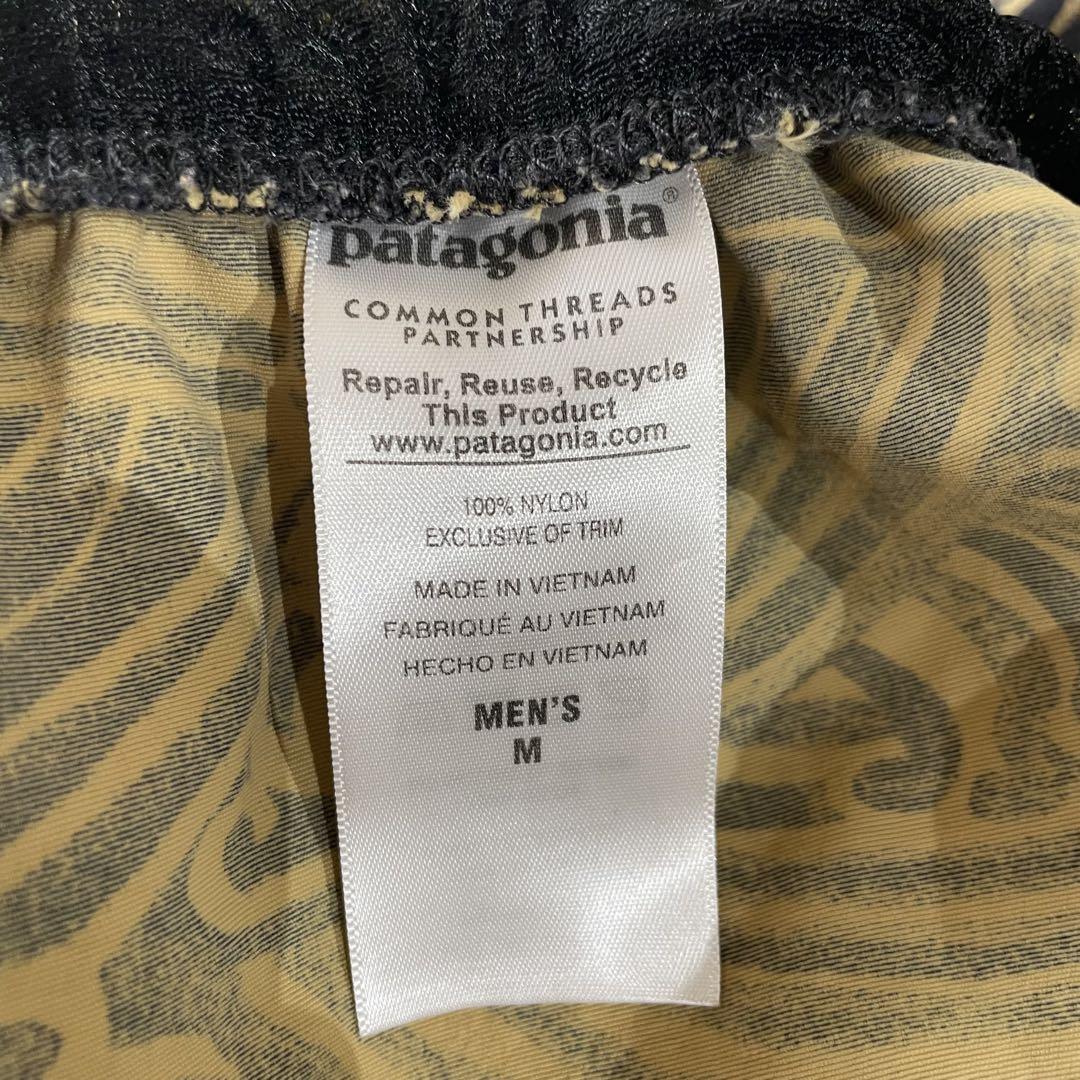 patagonia®
COMMON THREADS
PARTNERSHIP
Repair, Reuse, Recycle
This Product
www.patagonia.com
100% NYLON
EXCLUSIVE OF TRIM
MADE IN VIETNAM
FABRIQUÉ AU VIETNAM
HECHO EN VIETNAM
MEN'S
M